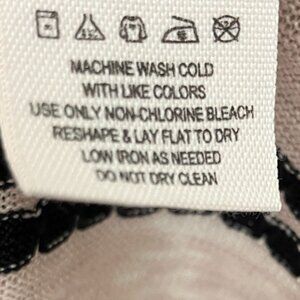 MACHINE WASH COLD
WITH LIKE COLORS
USE ONLY NON-CHLORINE BLEACH
RESHAPE & LAY FLAT TO DRY
LOW IRON AS NEEDED
DO NOT DRY CLEAN